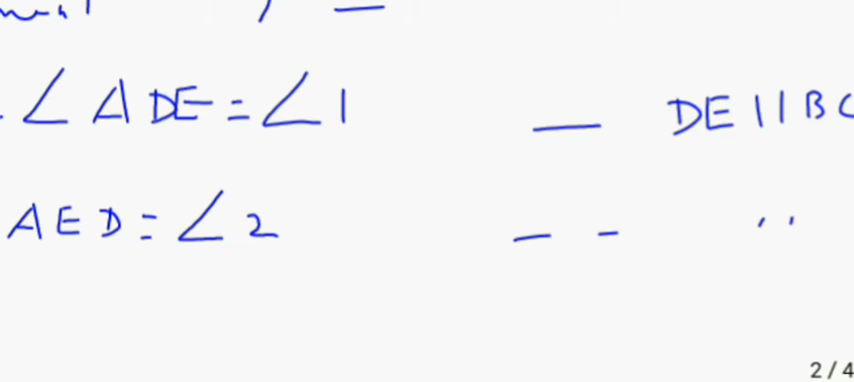 ∠ADE = ∠1 — DE || BC
AED = ∠2 - - ''
2/4